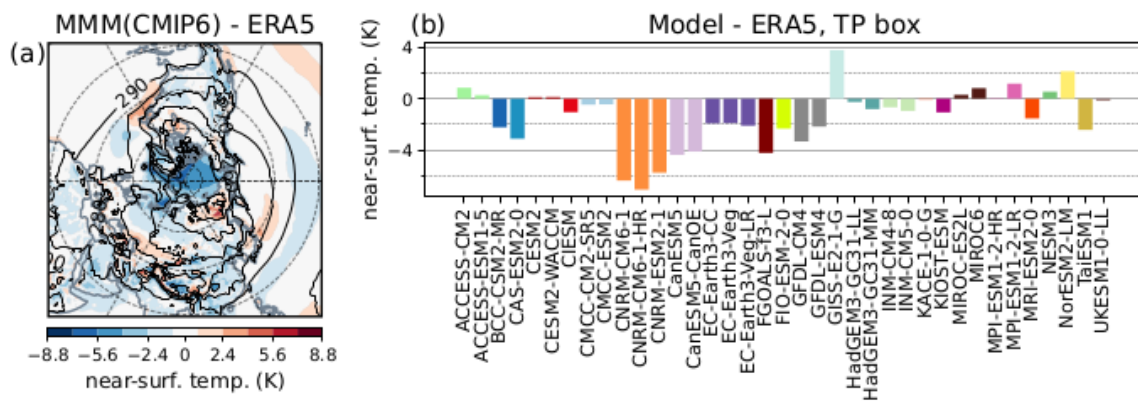 MMM(CMIP6) - ERA5
(a)
290
−8.8 −5.6 −2.4 0 2.4 5.6 8.8
near-surf. temp. (K)
(b)
Model - ERA5, TP box
near-surf. temp. (K)
4
0
−4
ACCESS-CM2
ACCESS-ESM1-5
BCC-CSM2-MR
CAS-ESM2-0
CESM2
CESM2-WACCM
CIESM
CMCC-CM2-SR5
CMCC-ESM2
CNRM-CM6-1
CNRM-CM6-1-HR
CNRM-ESM2-1
CanESM5
CanESM5-CanOE
EC-Earth3-CC
EC-Earth3-Veg
EC-Earth3-Veg-LR
FGOALS-f3-L
FIO-ESM-2-0
GFDL-CM4
GFDL-ESM4
GISS-E2-1-G
HadGEM3-GC31-LL
HadGEM3-GC31-MM
INM-CM4-8
INM-CM5-0
KACE-1-0-G
KIOST-ESM
MIROC-ES2L
MIROC6
MPI-ESM1-2-HR
MPI-ESM1-2-LR
MRI-ESM2-0
NESM3
NorESM2-LM
TaiESM1
UKESM1-0-LL